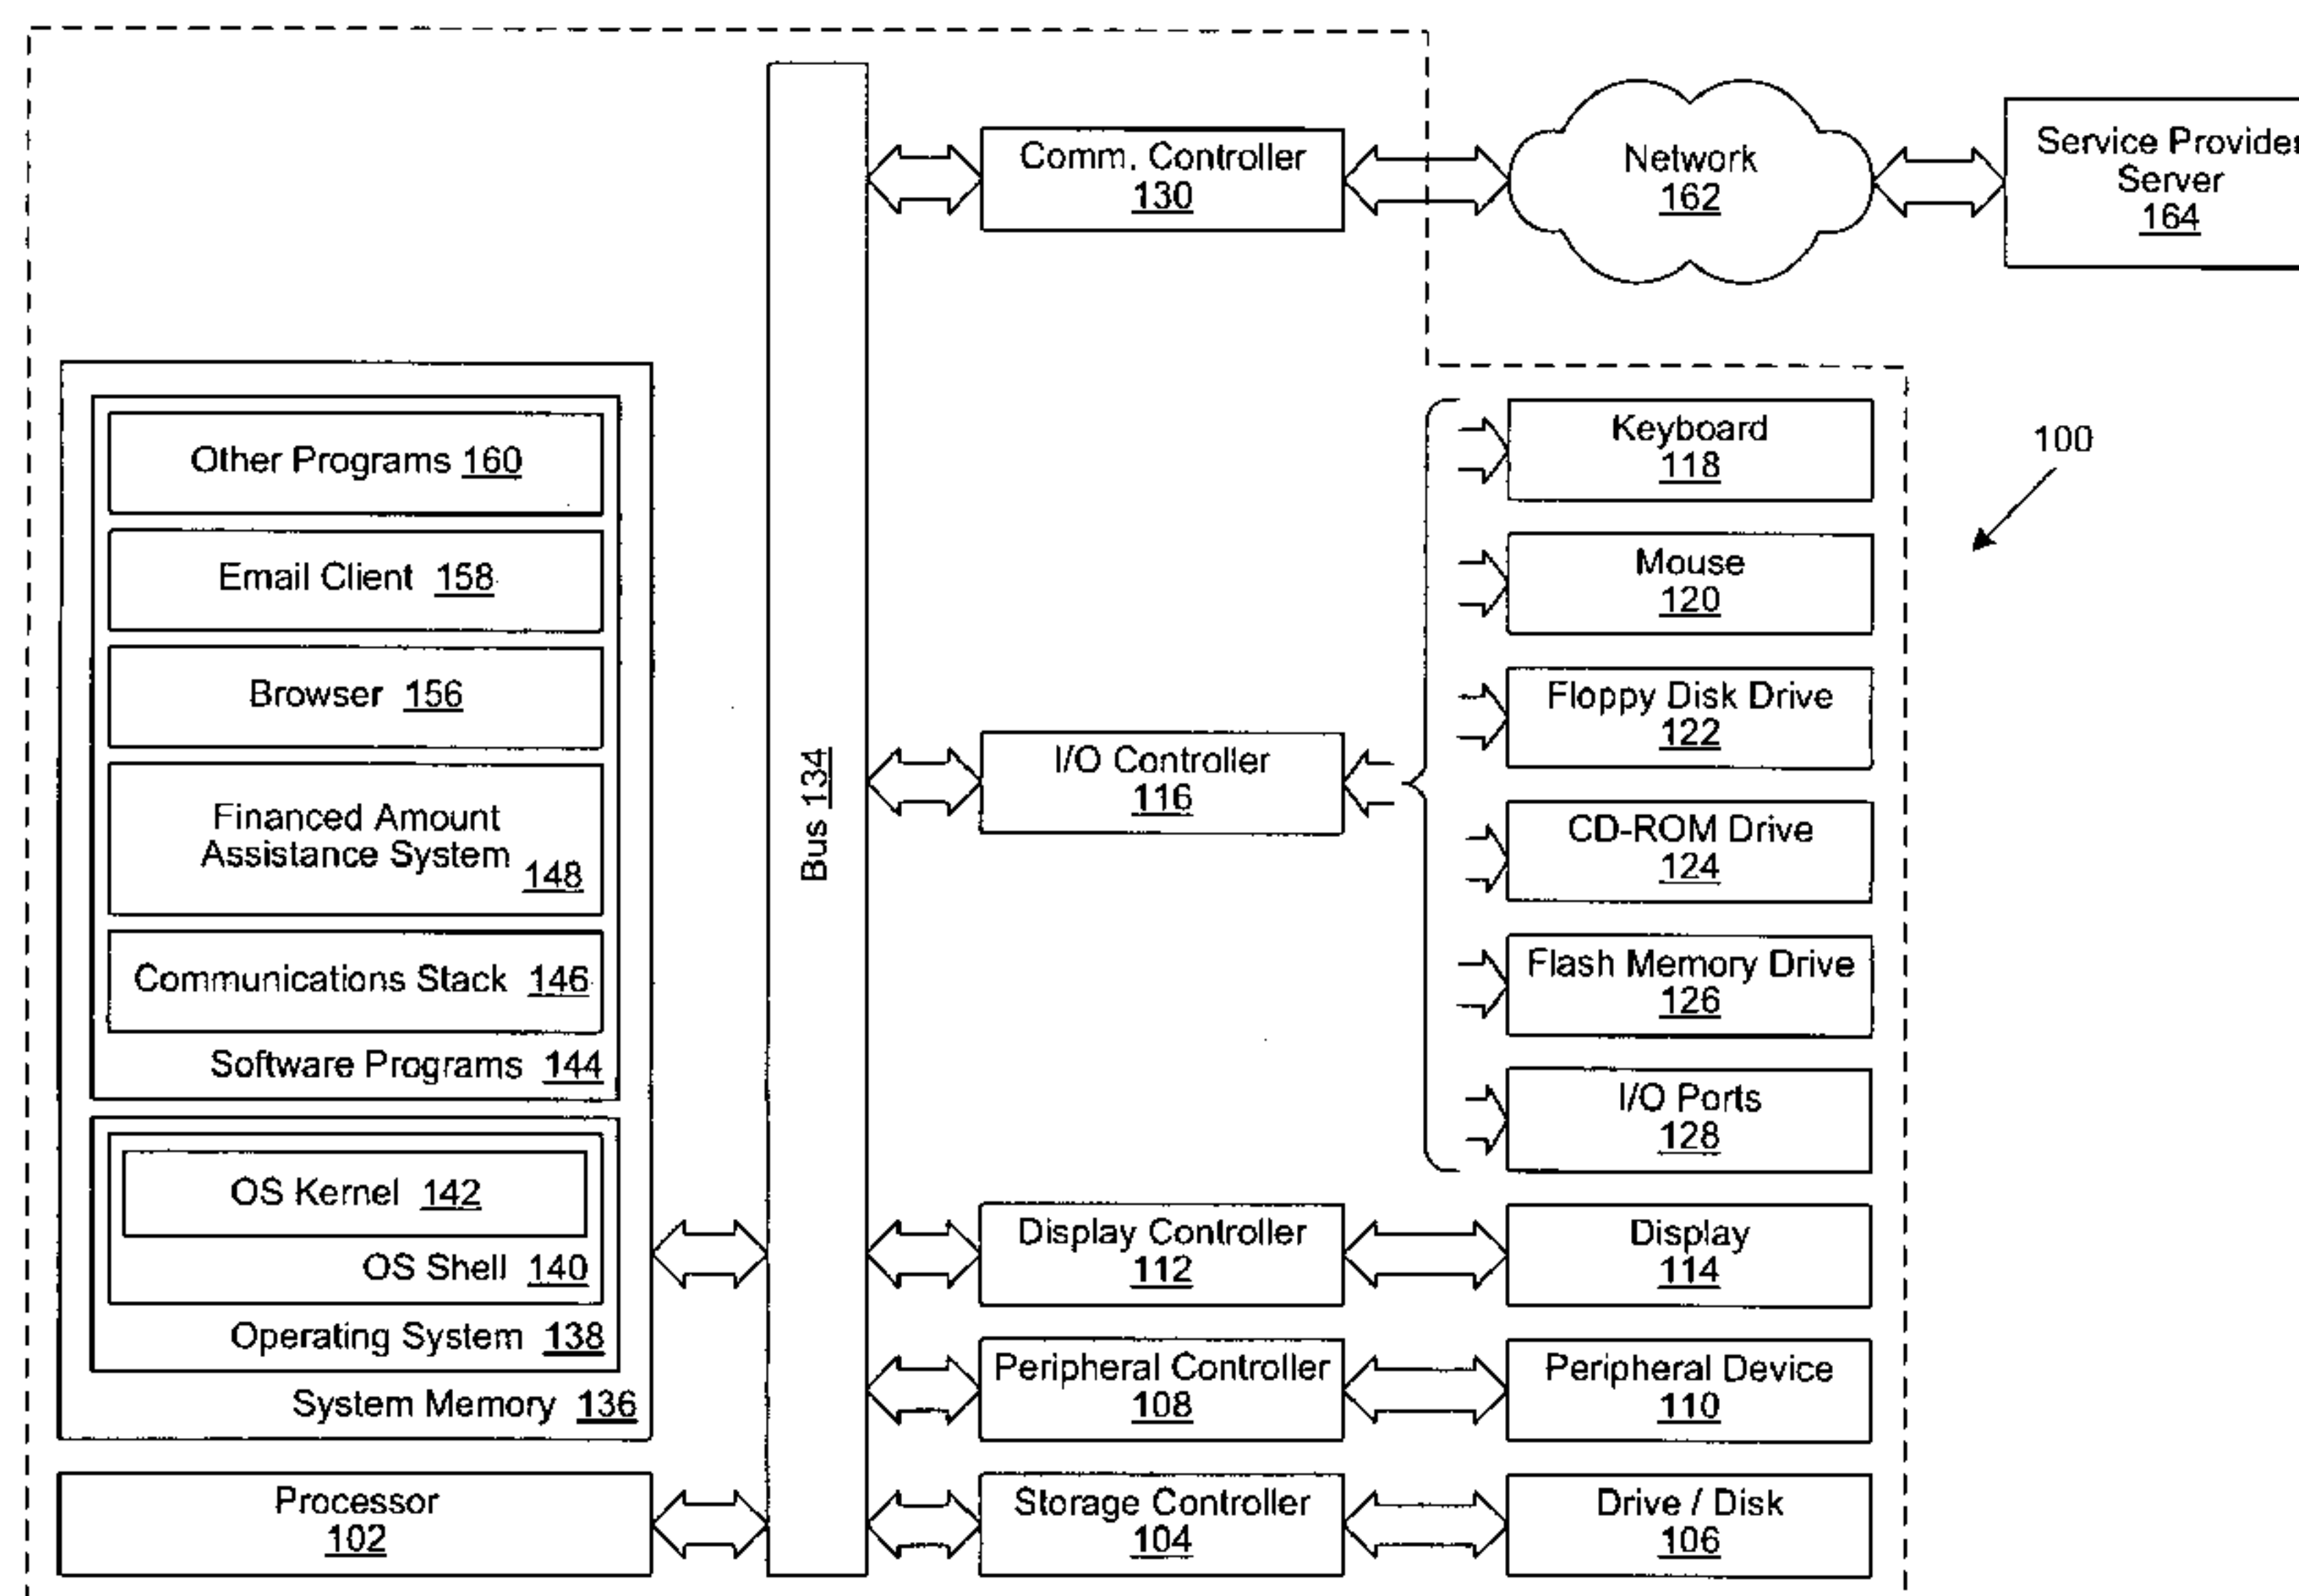 Comm. Controller
130
Network
162
Service Provider
Server
164
Other Programs 160
Email Client 158
Browser 156
Financed Amount
Assistance System 148
Communications Stack 146
Software Programs 144
OS Kernel 142
OS Shell 140
Operating System 138
System Memory 136
Processor
102
Bus 134
I/O Controller
116
Keyboard
118
Mouse
120
Floppy Disk Drive
122
CD-ROM Drive
124
Flash Memory Drive
126
I/O Ports
128
100
Display Controller
112
Display
114
Peripheral Controller
108
Peripheral Device
110
Storage Controller
104
Drive / Disk
106